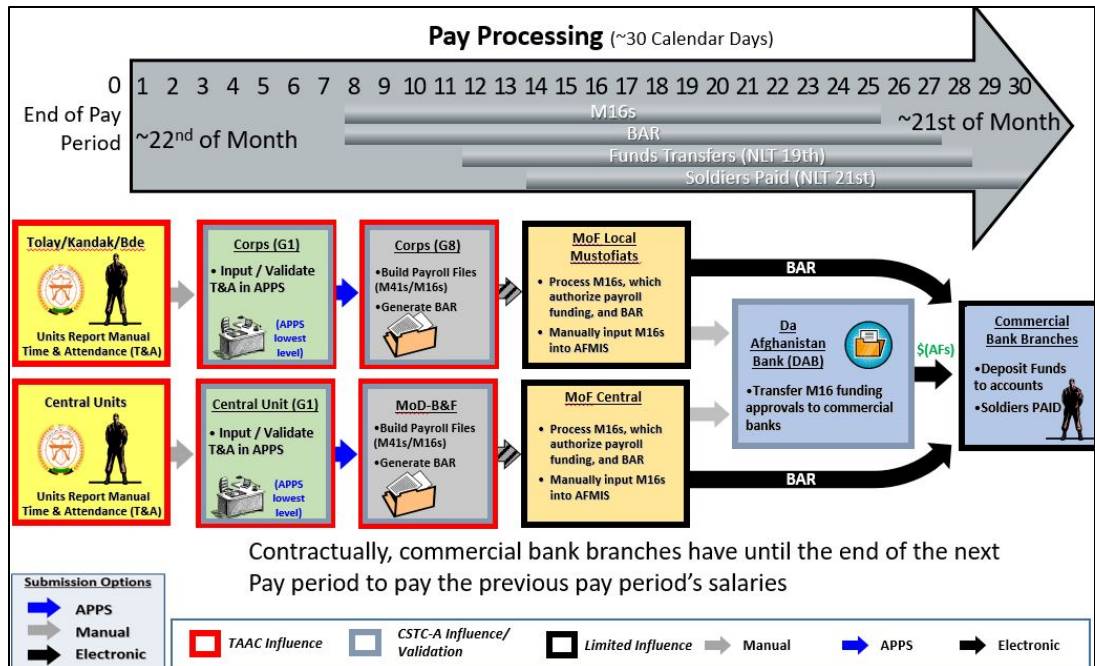 Pay Processing (~30 Calendar Days)
0 1 2 3 4 5 6 7 8 9 10 11 12 13 14 15 16 17 18 19 20 21 22 23 24 25 26 27 28 29 30
End of Pay
Period
~22nd of Month
M16s
BAR
Funds Transfers (NLT 19th)
Soldiers Paid (NLT 21st)
~21st of Month
Tolay/Kandak/Bde
Units Report Manual
Time & Attendance (T&A)
Corps (G1)
• Input / Validate
T&A in APPS
(APPS
lowest
level)
Corps (G8)
•Build Payroll Files
(M41s/M16s)
•Generate BAR
MoF Local
Mustofiats
• Process M16s, which
authorize payroll
funding, and BAR
• Manually input M16s
into AFMIS
BAR
Da
Afghanistan
Bank (DAB)
•Transfer M16 funding
approvals to commercial
banks
$(AFs)
Commercial
Bank Branches
•Deposit Funds
to accounts
•Soldiers PAID
Central Units
Units Report Manual
Time & Attendance (T&A)
Central Unit (G1)
• Input / Validate
T&A in APPS
(APPS
lowest
level)
MoD-B&F
•Build Payroll Files
(M41s/M16s)
•Generate BAR
MoF Central
• Process M16s, which
authorize payroll
funding, and BAR
• Manually input M16s
into AFMIS
BAR
Contractually, commercial bank branches have until the end of the next
Pay period to pay the previous pay period's salaries
Submission Options
APPS
Manual
Electronic
TAAC Influence
CSTC-A Influence/
Validation
Limited Influence
Manual
APPS
Electronic